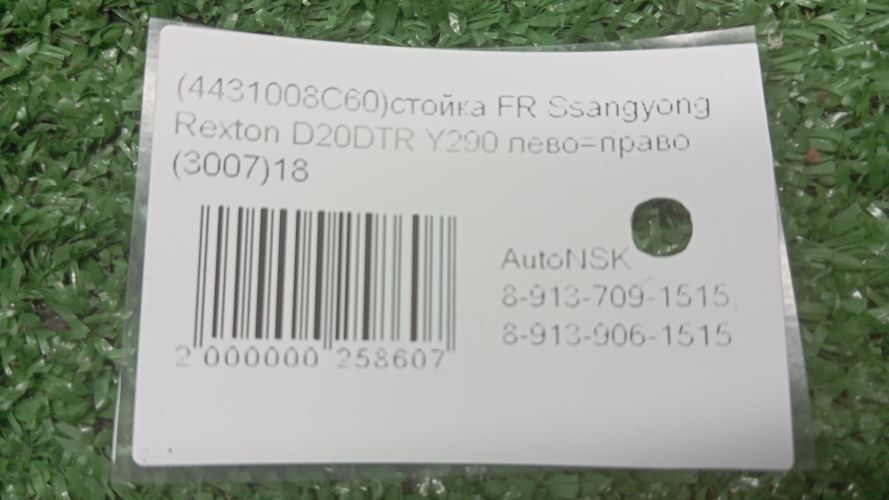 (4431008C60)стойка FR Ssangyong
Rexton D20DTR Y290 лево=право
(3007)18
AutoNSK
8-913-709-1515
8-913-906-1515
2 000000 258607